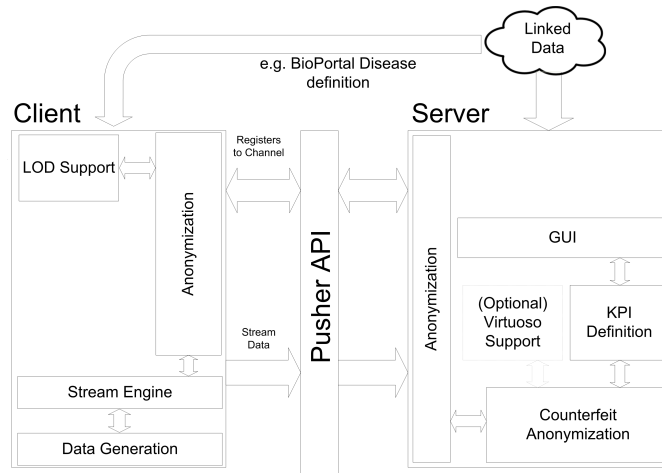 Linked
Data
e.g. BioPortal Disease
definition
Client
Server
Registers
to Channel
LOD Support
Anonymization
Pusher API
Anonymization
GUI
(Optional)
Virtuoso
Support
KPI
Definition
Stream
Data
Stream Engine
Data Generation
Counterfeit
Anonymization